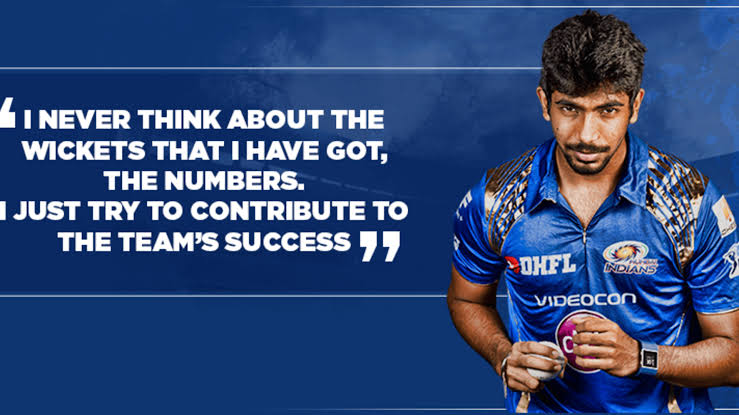 “ I NEVER THINK ABOUT THE
WICKETS THAT I HAVE GOT,
THE NUMBERS.
I JUST TRY TO CONTRIBUTE TO
THE TEAM’S SUCCESS ”
DHFL
INDIANS
VIDEOCON